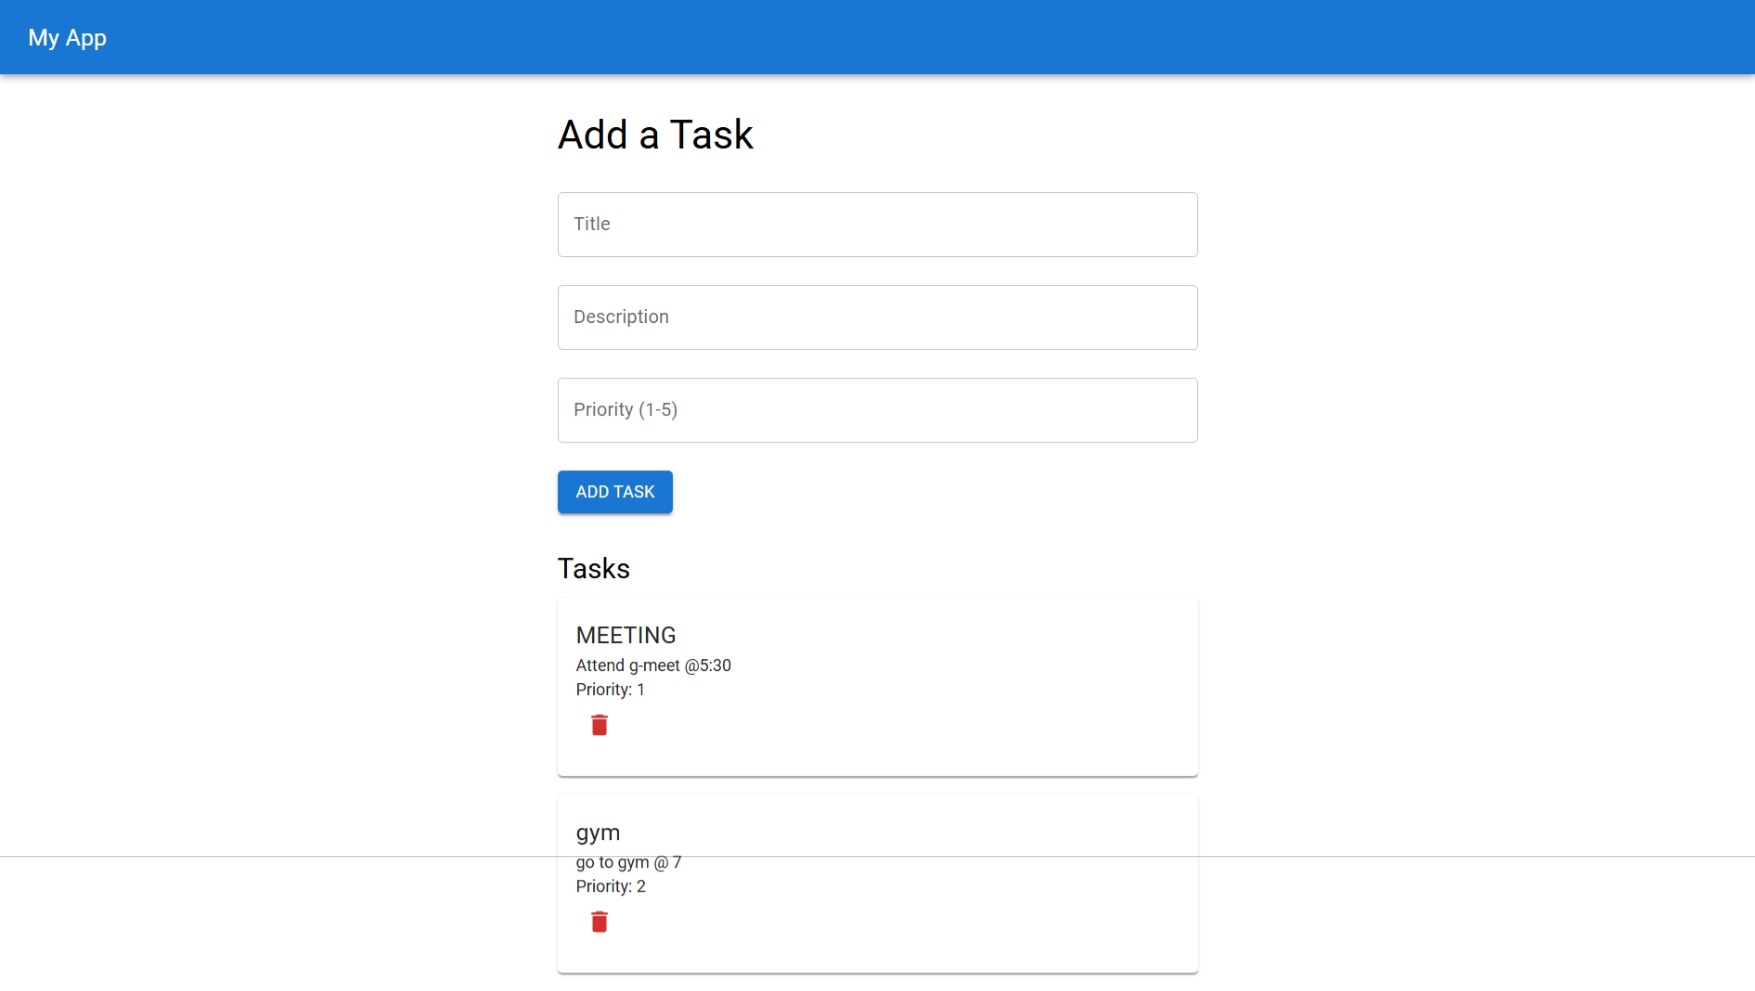 My App
Add a Task
Title
Description
Priority (1-5)
ADD TASK
Tasks
MEETING
Attend g-meet @5:30
Priority: 1
gym
go to gym @ 7
Priority: 2